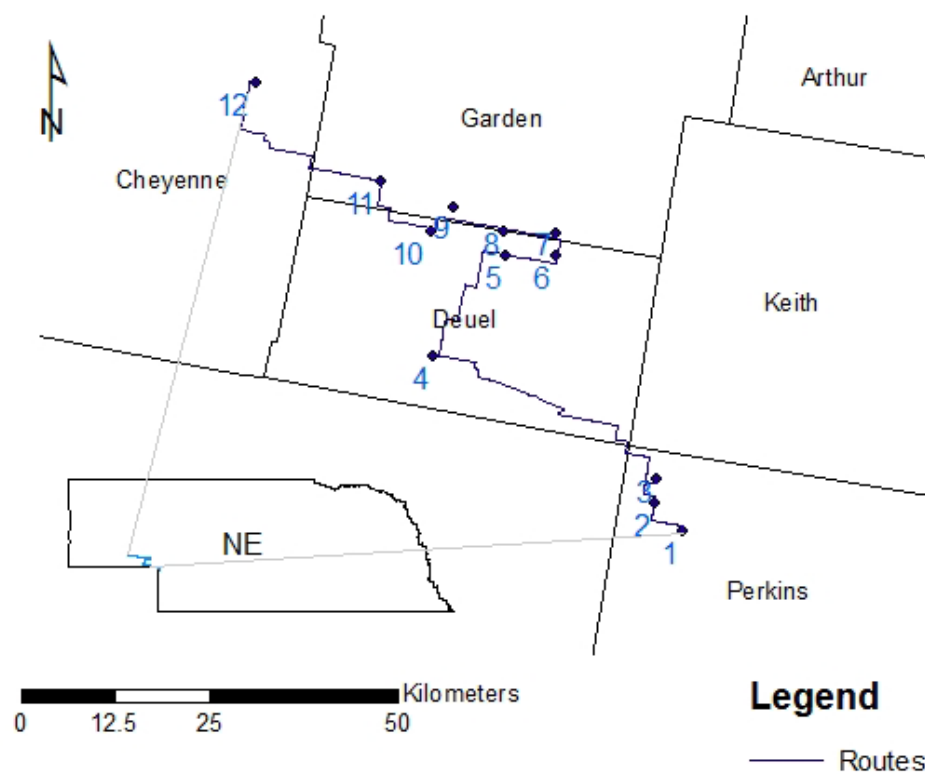 Arthur
12
N
Garden
Cheyenne
11
9
10
8
7
5
6
Keith
Deuel
4
3
2
NE
1
Perkins
Kilometers
0 12.5 25 50
Legend
Routes